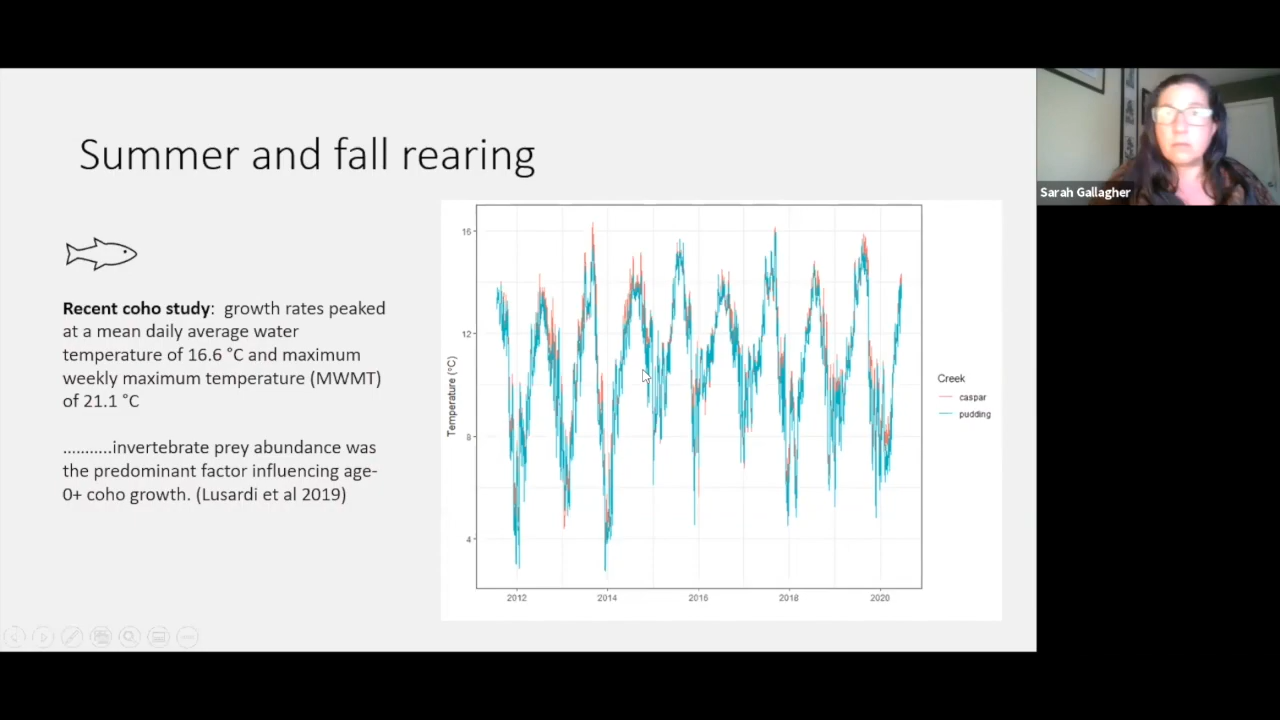 Summer and fall rearing
Recent coho study: growth rates peaked
at a mean daily average water
temperature of 16.6 °C and maximum
weekly maximum temperature (MWMT)
of 21.1 °C
...........invertebrate prey abundance was
the predominant factor influencing age-
0+ coho growth. (Lusardi et al 2019)
16
12
8
4
Temperature (°C)
2012 2014 2016 2018 2020
Creek
caspar
pudding
Sarah Gallagher